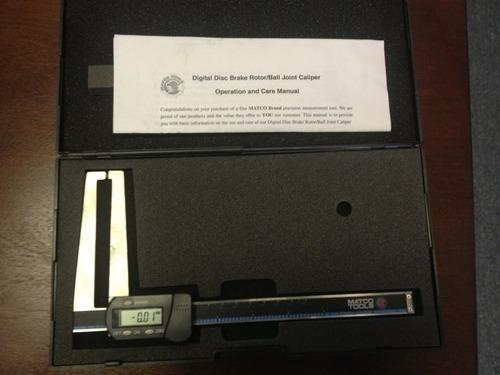 Digital Disc Brake Rotor/Ball Joint Caliper
Operation and Care Manual
Congratulations on your purchase of a fine MATCO Brand precision measurement tool. We are
proud of our products and the value they offer to YOU our customer. This manual is to provide
you with basic information on the use and care of our Digital Disc Brake Rotor/Ball Joint Caliper
MATCO
TOOLS
-0.01